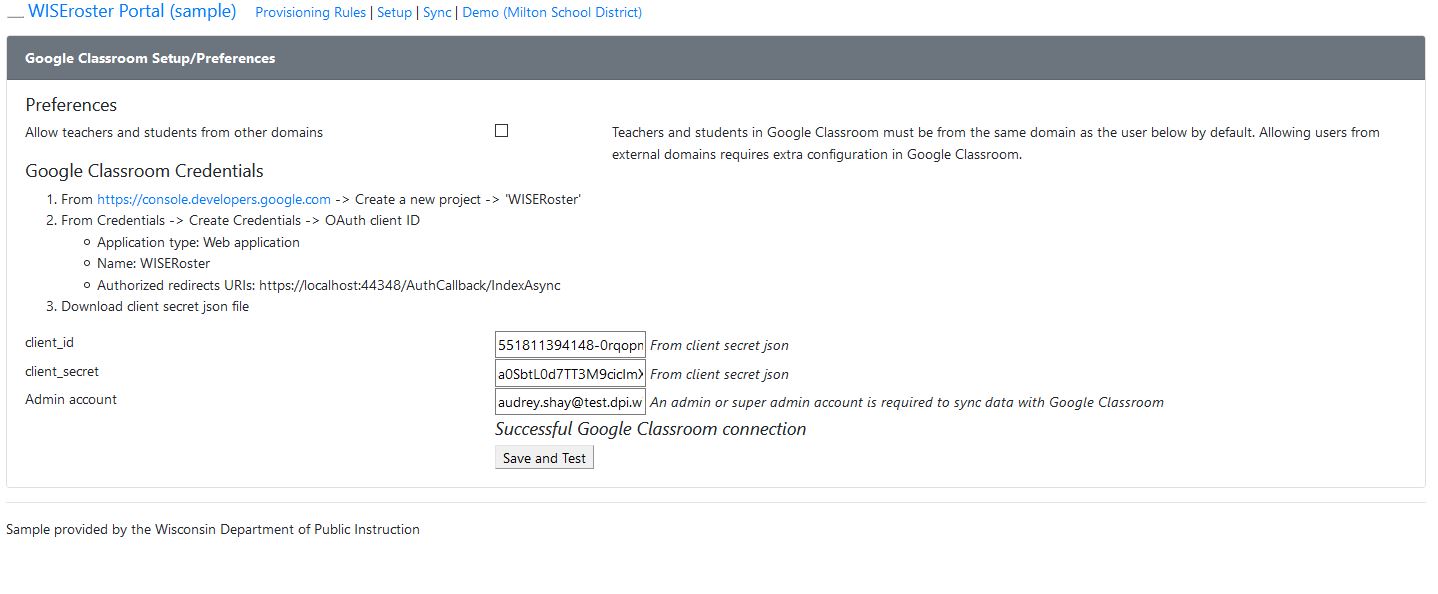 WISEroster Portal (sample) Provisioning Rules | Setup | Sync | Demo (Milton School District)
Google Classroom Setup/Preferences
Preferences
Allow teachers and students from other domains
Teachers and students in Google Classroom must be from the same domain as the user below by default. Allowing users from
external domains requires extra configuration in Google Classroom.
Google Classroom Credentials
1. From https://console.developers.google.com -> Create a new project -> 'WISERoster'
2. From Credentials -> Create Credentials -> OAuth client ID
Application type: Web application
Name: WISERoster
Authorized redirects URIs: https://localhost:44348/AuthCallback/IndexAsync
3. Download client secret json file
client_id 551811394148-0rqopn From client secret json
client_secret a0SbtL0d7TT3M9cicImX From client secret json
Admin account audrey.shay@test.dpi.w An admin or super admin account is required to sync data with Google Classroom
Successful Google Classroom connection
Save and Test
Sample provided by the Wisconsin Department of Public Instruction